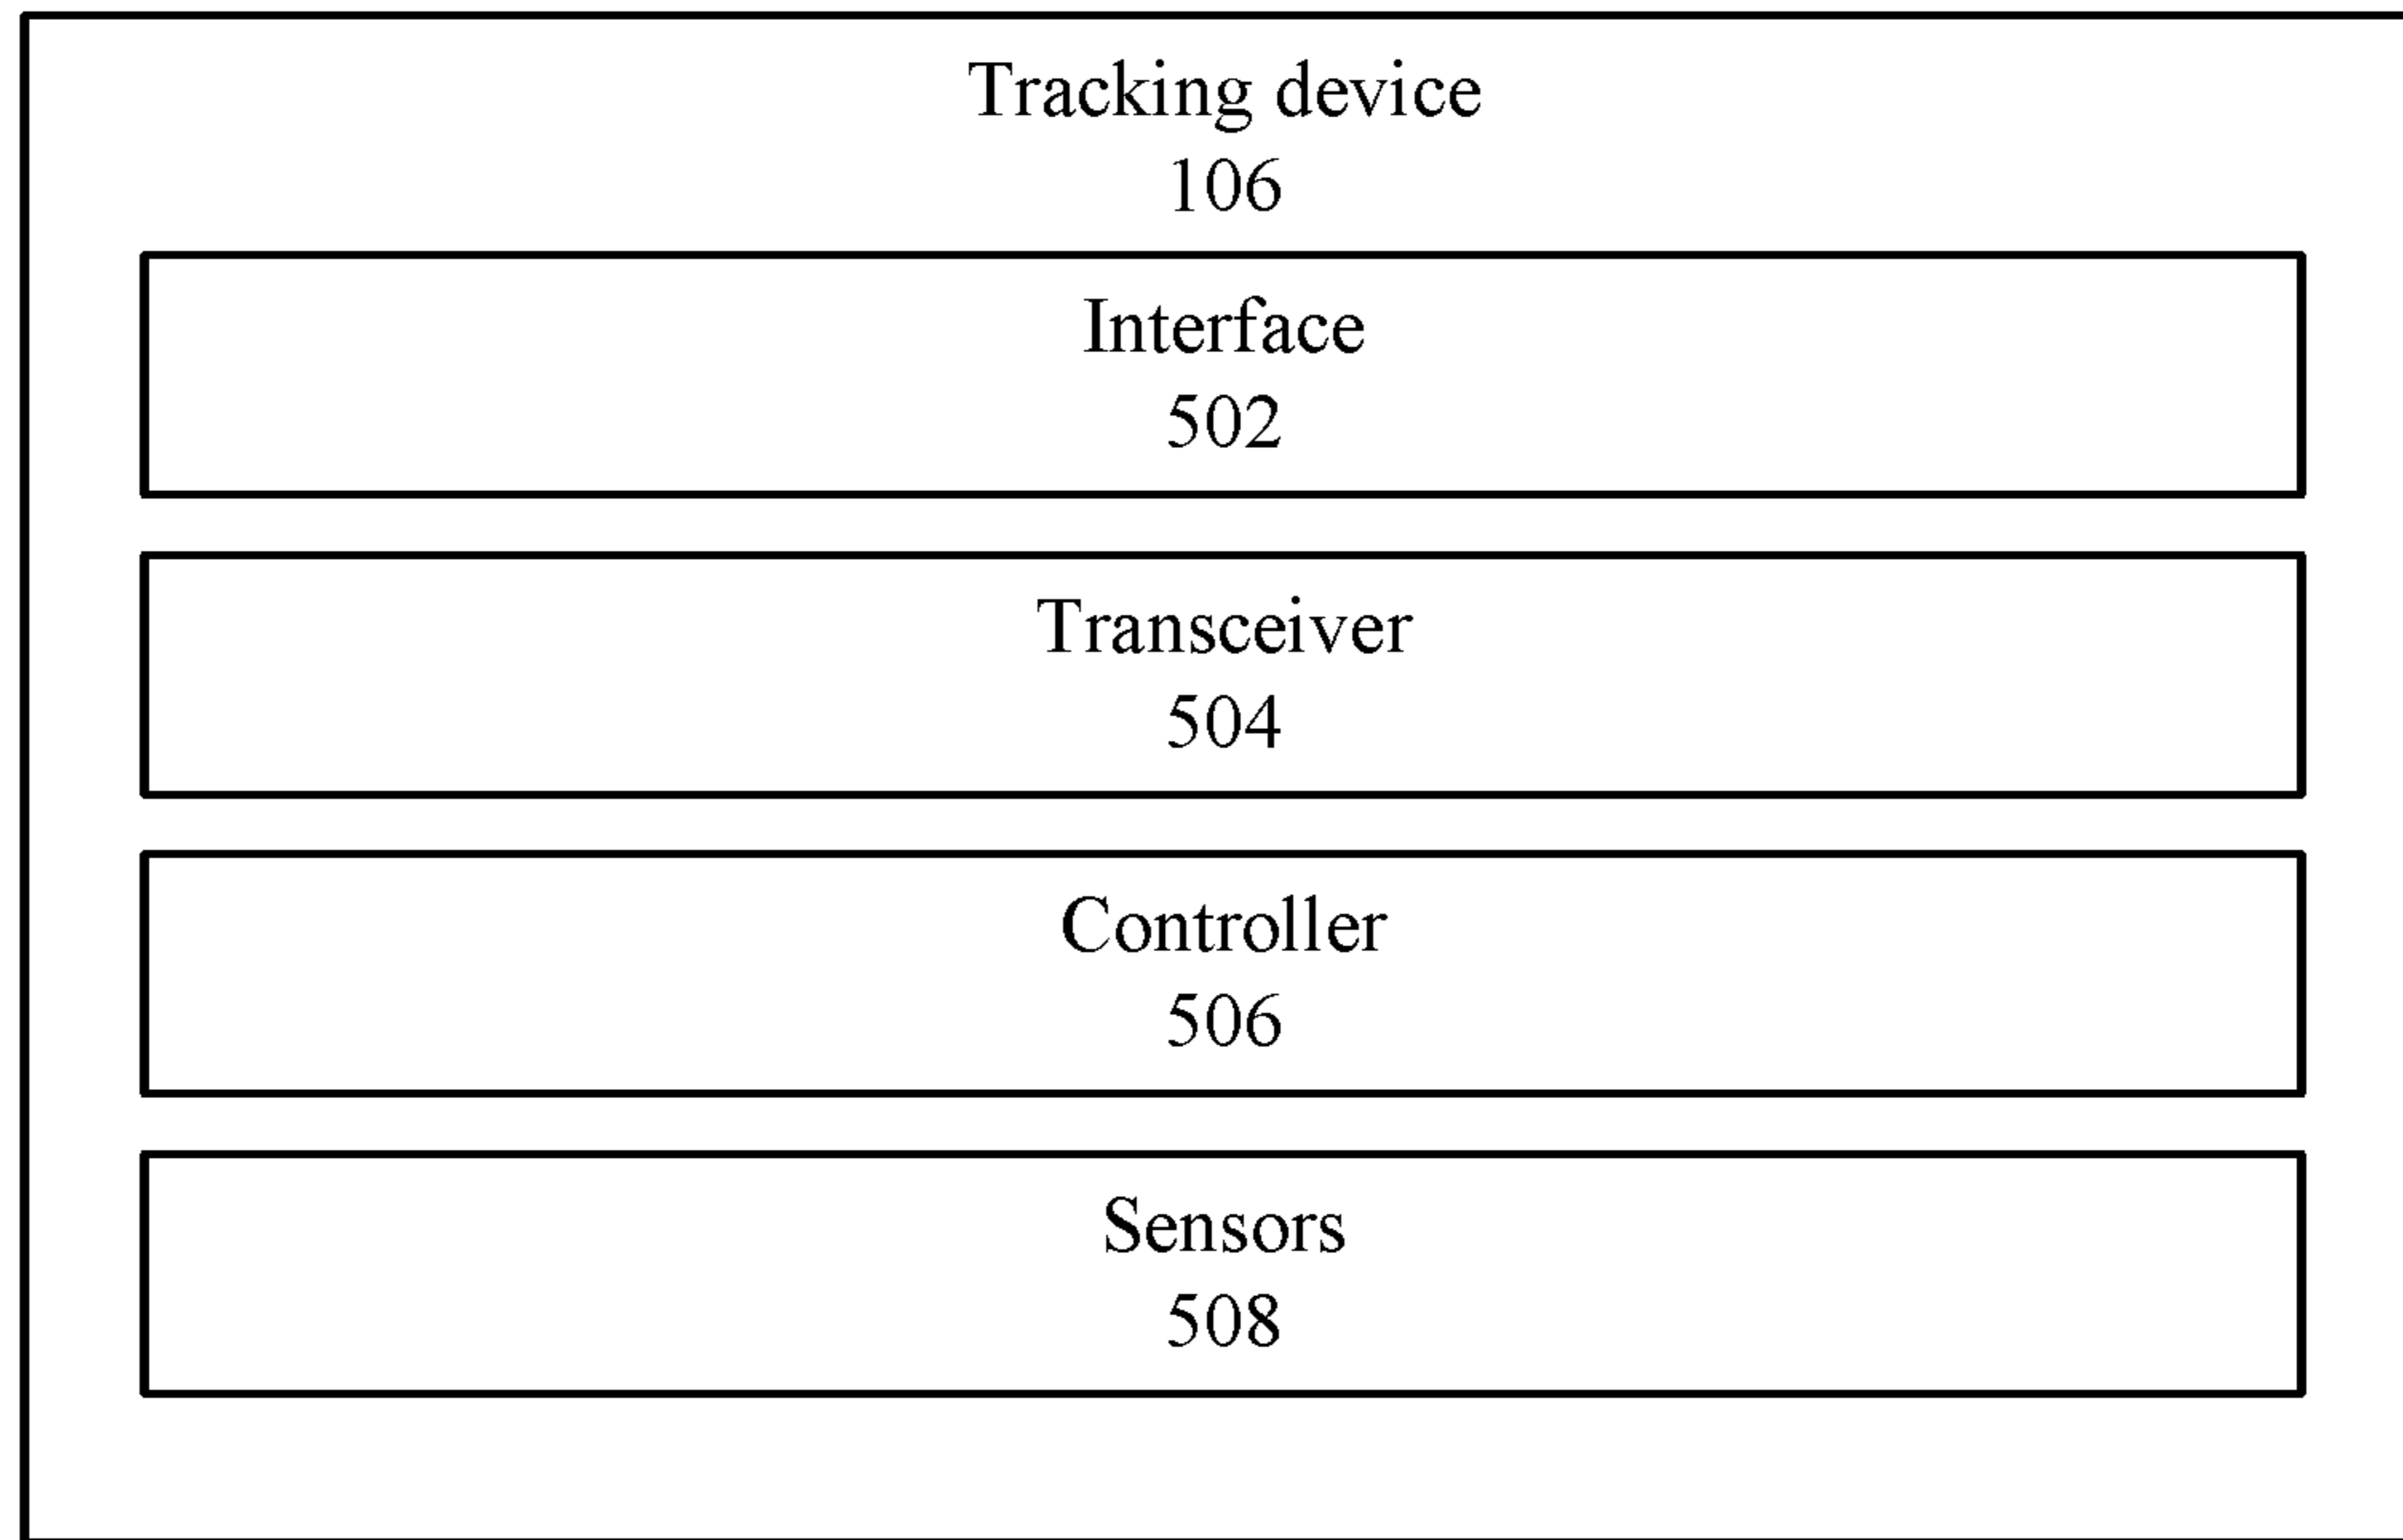 Tracking device
106
Interface
502
Transceiver
504
Controller
506
Sensors
508